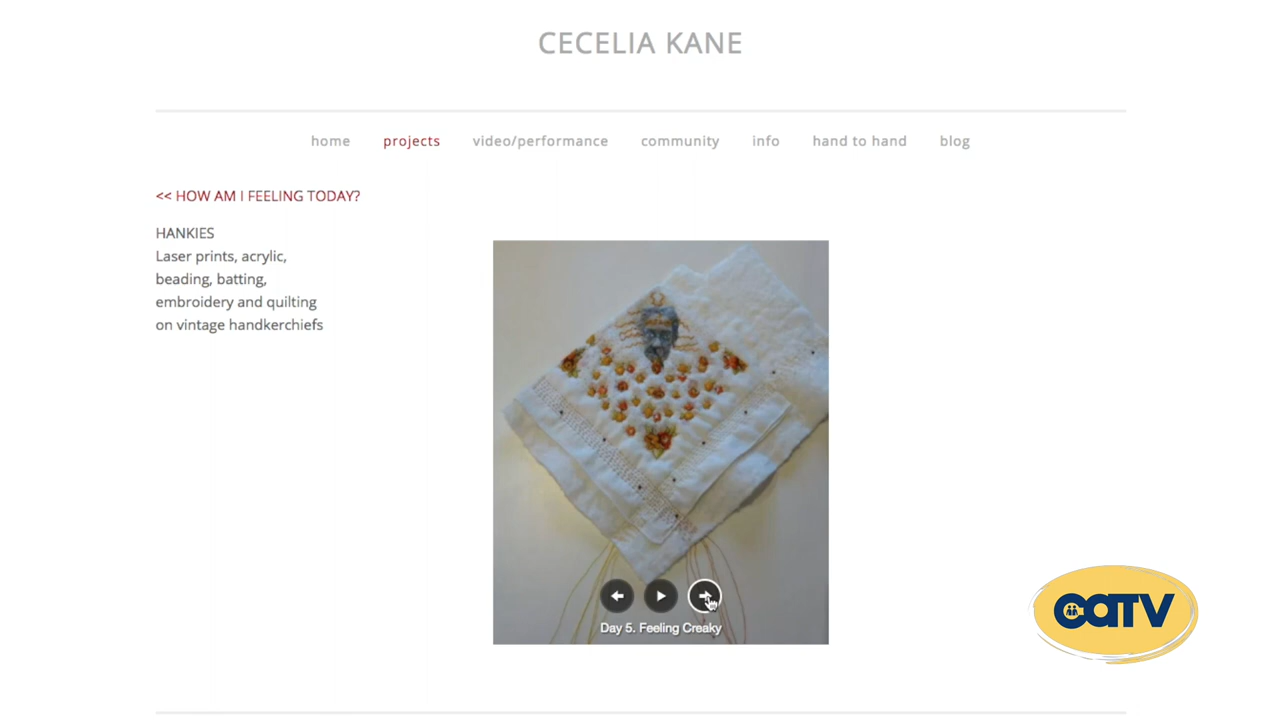 CECELIA KANE
home projects video/performance community info hand to hand blog
<< HOW AM I FEELING TODAY?
HANKIES
Laser prints, acrylic,
beading, batting,
embroidery and quilting
on vintage handkerchiefs
Day 5. Feeling Creaky
CATV